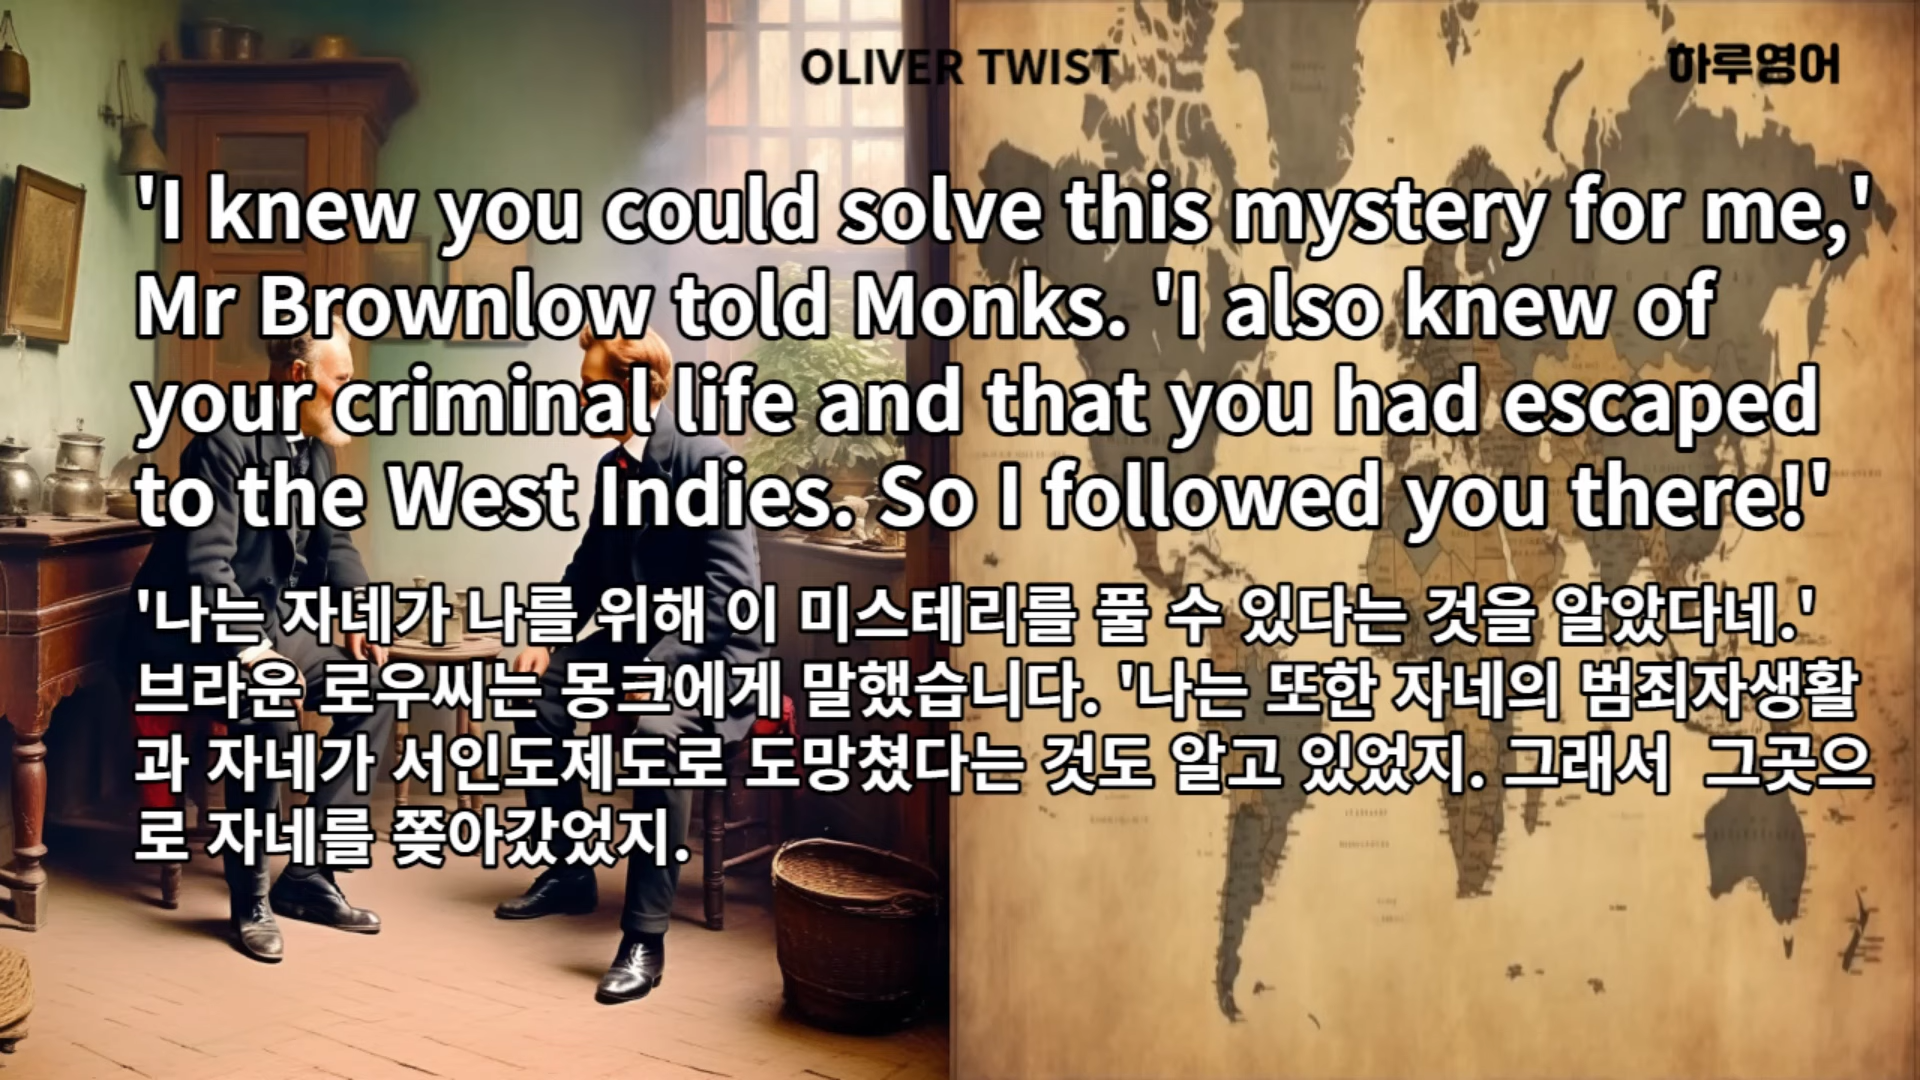 OLIVER TWIST
하루영어
'I knew you could solve this mystery for me,'
Mr Brownlow told Monks. 'I also knew of
your criminal life and that you had escaped
to the West Indies. So I followed you there!'
'나는 자네가 나를 위해 이 미스테리를 풀 수 있다는 것을 알았다네.'
브라운 로우씨는 몽크에게 말했습니다. '나는 또한 자네의 범죄자생활
과 자네가 서인도제도로 도망쳤다는 것도 알고 있었지. 그래서 그곳으
로 자네를 쫒아갔었지.